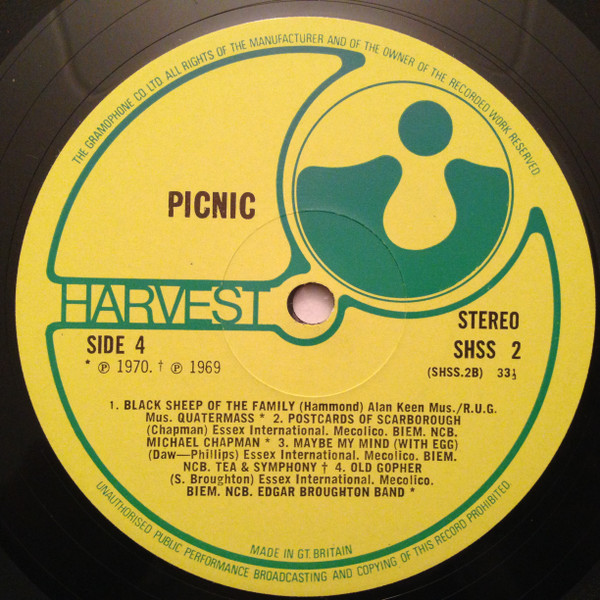 THE GRAMOPHONE CO. LTD. ALL RIGHTS OF THE MANUFACTURER AND OF THE OWNER OF THE RECORDED WORK RESERVED
PICNIC
HARVEST
SIDE 4
* ℗ 1970. † ℗ 1969
STEREO
SHSS 2
(SHSS.2B) 33⅓
1. BLACK SHEEP OF THE FAMILY (Hammond) Alan Keen Mus./R.U.G.
Mus. QUATERMASS * 2. POSTCARDS OF SCARBOROUGH
(Chapman) Essex International. Mecolico. BIEM. NCB.
MICHAEL CHAPMAN * 3. MAYBE MY MIND (WITH EGG)
(Daw—Phillips) Essex International. Mecolico. BIEM.
NCB. TEA & SYMPHONY † 4. OLD GOPHER
(S. Broughton) Essex International. Mecolico.
BIEM. NCB. EDGAR BROUGHTON BAND *
MADE IN GT. BRITAIN
UNAUTHORISED PUBLIC PERFORMANCE BROADCASTING AND COPYING OF THIS RECORD PROHIBITED